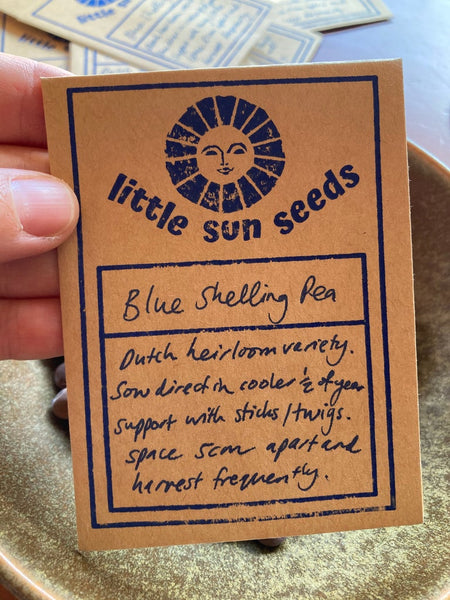 little sun seeds
Blue Shelling Pea
Dutch heirloom variety.
Sow direct in cooler ½ of year
support with sticks/twigs.
space 5cm apart and
harvest frequently.